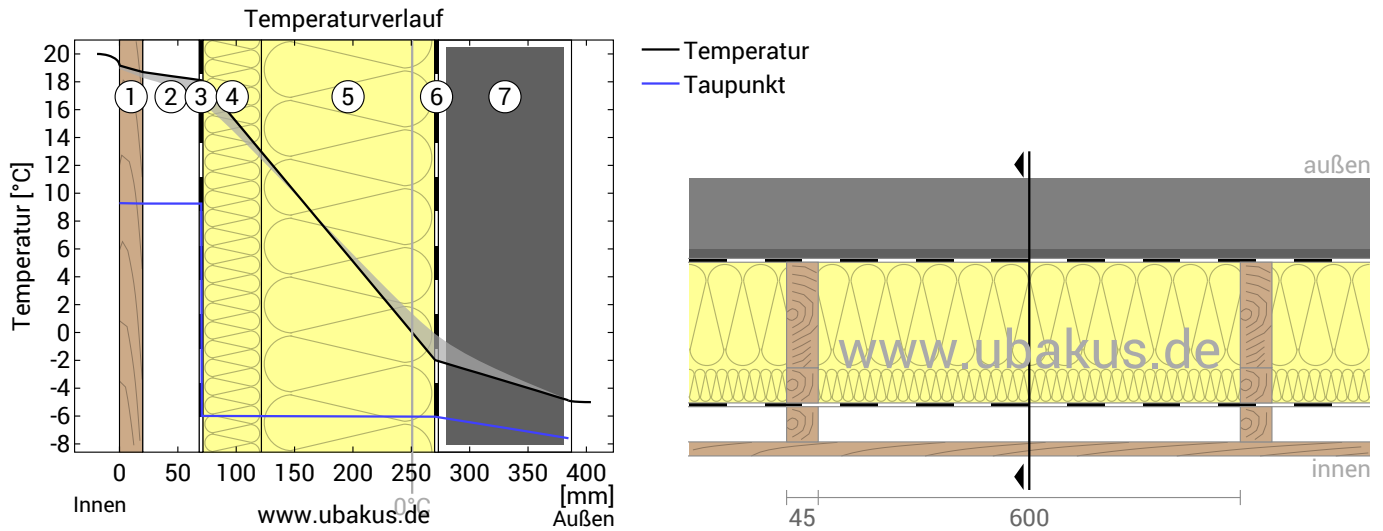 Temperaturverlauf
Temperatur [°C]
20
18
16
14
12
10
8
6
4
2
0
-2
-4
-6
-8
1
2
3
4
5
6
7
0 50 100 150 200 250 300 350 400
[mm]
Innen
0°C
www.ubakus.de
Außen
Temperatur
Taupunkt
außen
www.ubakus.de
innen
45
600